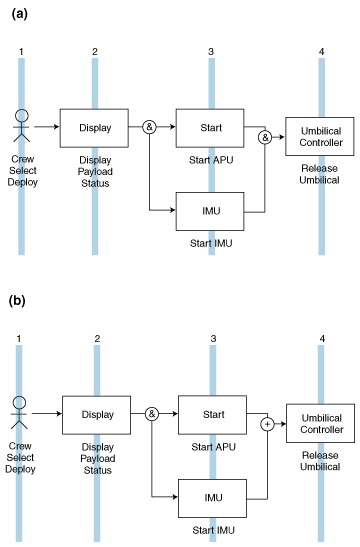 (a)
1 2 3 4
Display & Start & Umbilical
Controller
Crew
Select
Deploy
Display
Payload
Status
Start APU
Release
Umbilical
IMU
Start IMU
(b)
1 2 3 4
Display & Start + Umbilical
Controller
Crew
Select
Deploy
Display
Payload
Status
Start APU
Release
Umbilical
IMU
Start IMU